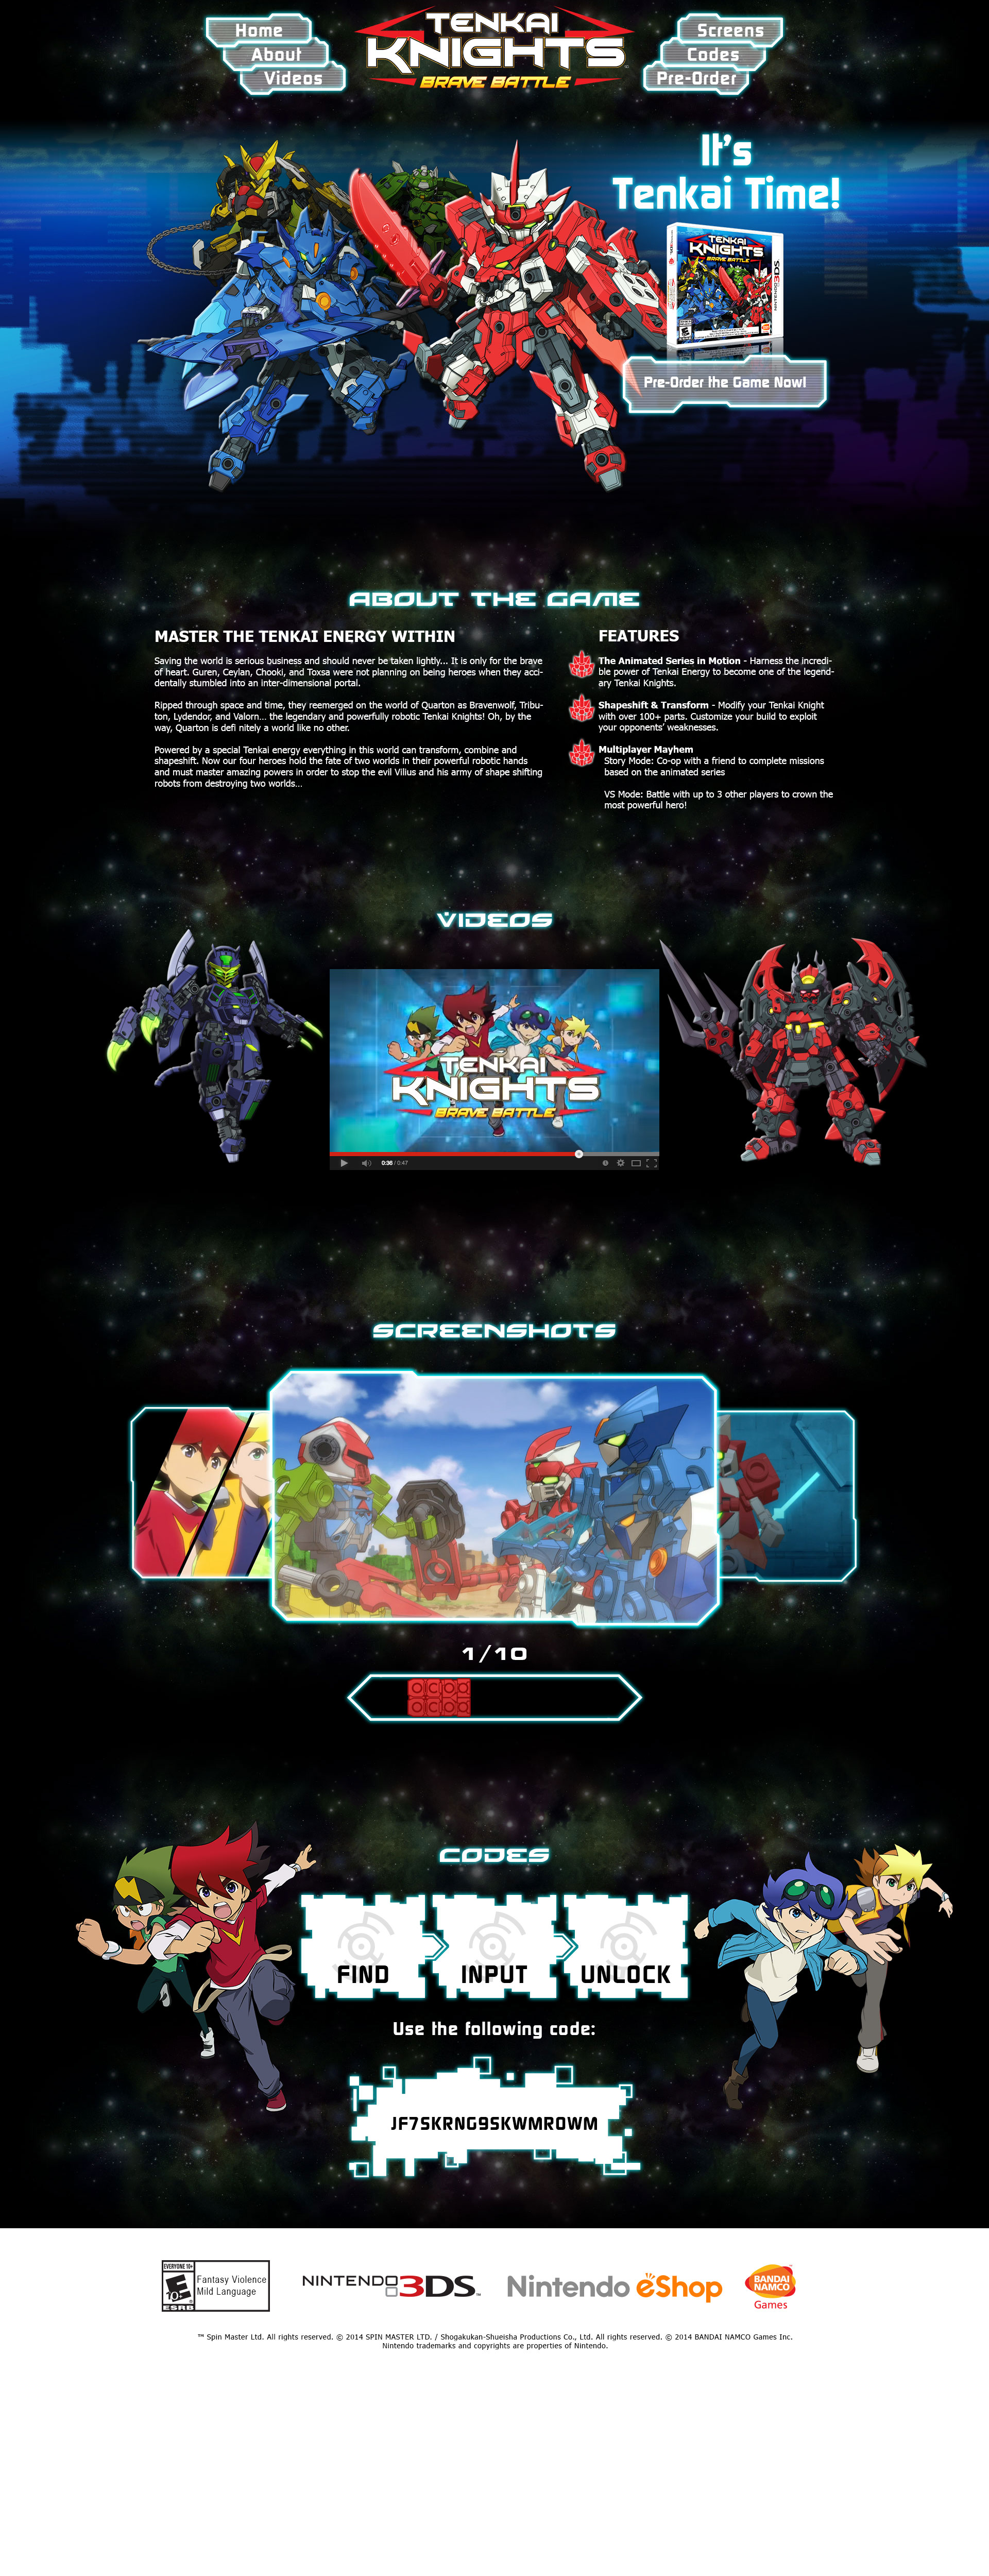 Home
About
Videos
TENKAI
KNIGHTS
BRAVE BATTLE
Screens
Codes
Pre-Order
It's
Tenkai Time!
TENKAI
KNIGHTS
BRAVE BATTLE
NINTENDO 3DS
Pre-Order the Game Now!
ABOUT THE GAME
MASTER THE TENKAI ENERGY WITHIN
Saving the world is serious business and should never be taken lightly... It is only for the brave
of heart. Guren, Ceylan, Chooki, and Toxsa were not planning on being heroes when they acci-
dentally stumbled into an inter-dimensional portal.
Ripped through space and time, they reemerged on the world of Quarton as Bravenwolf, Tribu-
ton, Lydendor, and Valorn... the legendary and powerfully robotic Tenkai Knights! Oh, by the
way, Quarton is defi nitely a world like no other.
Powered by a special Tenkai energy everything in this world can transform, combine and
shapeshift. Now our four heroes hold the fate of two worlds in their powerful robotic hands
and must master amazing powers in order to stop the evil Vilius and his army of shape shifting
robots from destroying two worlds...
FEATURES
The Animated Series in Motion - Harness the incredi-
ble power of Tenkai Energy to become one of the legend-
ary Tenkai Knights.
Shapeshift & Transform - Modify your Tenkai Knight
with over 100+ parts. Customize your build to exploit
your opponents' weaknesses.
Multiplayer Mayhem
Story Mode: Co-op with a friend to complete missions
based on the animated series
VS Mode: Battle with up to 3 other players to crown the
most powerful hero!
VIDEOS
TENKAI
KNIGHTS
BRAVE BATTLE
0:36 / 0:47
SCREENSHOTS
1/10
CODES
FIND
INPUT
UNLOCK
Use the following code:
JF7SKRNG9SKWMR0WM
EVERYONE 10+
E
10+
ESRB
Fantasy Violence
Mild Language
NINTENDO 3DS™
Nintendo eShop
BANDAI
NAMCO
Games
™ Spin Master Ltd. All rights reserved. © 2014 SPIN MASTER LTD. / Shogakukan-Shueisha Productions Co., Ltd. All rights reserved. © 2014 BANDAI NAMCO Games Inc.
Nintendo trademarks and copyrights are properties of Nintendo.